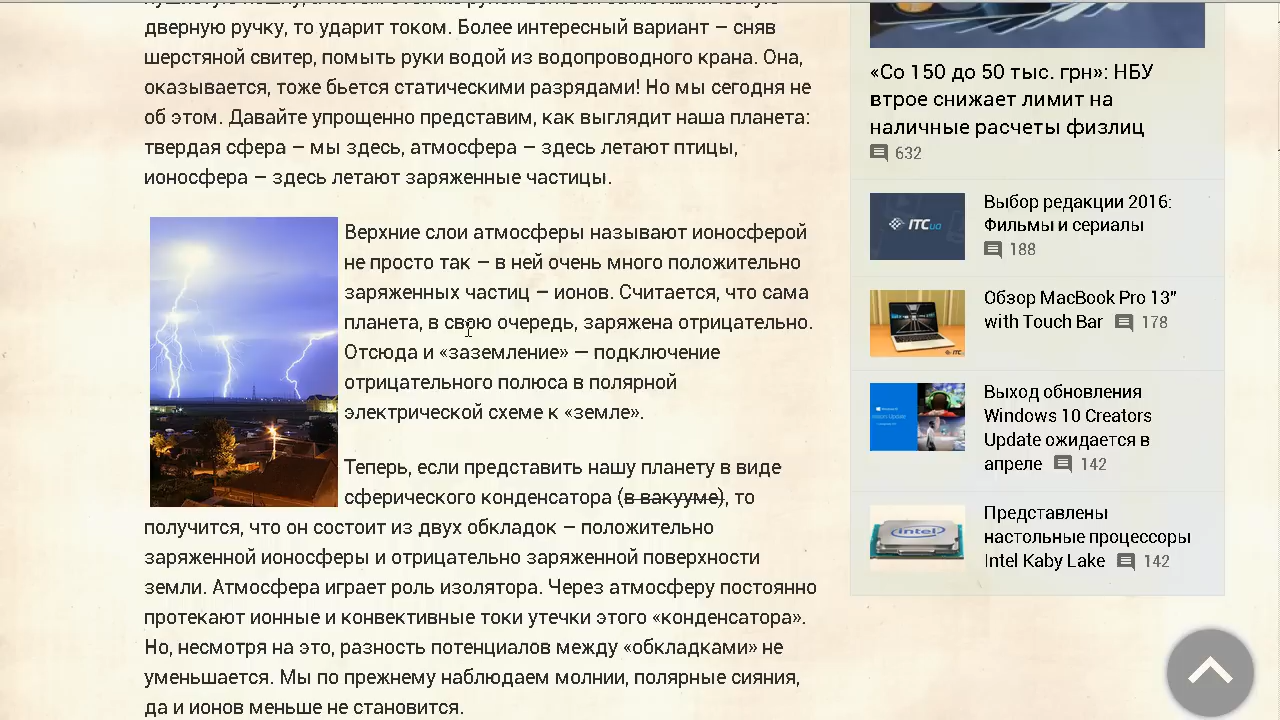 дверную ручку, то ударит током. Более интересный вариант — сняв
шерстяной свитер, помыть руки водой из водопроводного крана. Она,
оказывается, тоже бьется статическими разрядами! Но мы сегодня не
об этом. Давайте упрощенно представим, как выглядит наша планета:
твердая сфера — мы здесь, атмосфера — здесь летают птицы,
ионосфера — здесь летают заряженные частицы.
Верхние слои атмосферы называют ионосферой
не просто так — в ней очень много положительно
заряженных частиц — ионов. Считается, что сама
планета, в свою очередь, заряжена отрицательно.
Отсюда и «заземление» — подключение
отрицательного полюса в полярной
электрической схеме к «земле».
Теперь, если представить нашу планету в виде
сферического конденсатора (в вакууме), то
получится, что он состоит из двух обкладок — положительно
заряженной ионосферы и отрицательно заряженной поверхности
земли. Атмосфера играет роль изолятора. Через атмосферу постоянно
протекают ионные и конвективные токи утечки этого «конденсатора».
Но, несмотря на это, разность потенциалов между «обкладками» не
уменьшается. Мы по прежнему наблюдаем молнии, полярные сияния,
да и ионов меньше не становится.
«Со 150 до 50 тыс. грн»: НБУ
втрое снижает лимит на
наличные расчеты физлиц
632
ITCua
Выбор редакции 2016:
Фильмы и сериалы
188
Обзор MacBook Pro 13"
with Touch Bar 178
ITC
Выход обновления
Windows 10 Creators
Update ожидается в
апреле 142
intel
Представлены
настольные процессоры
Intel Kaby Lake 142